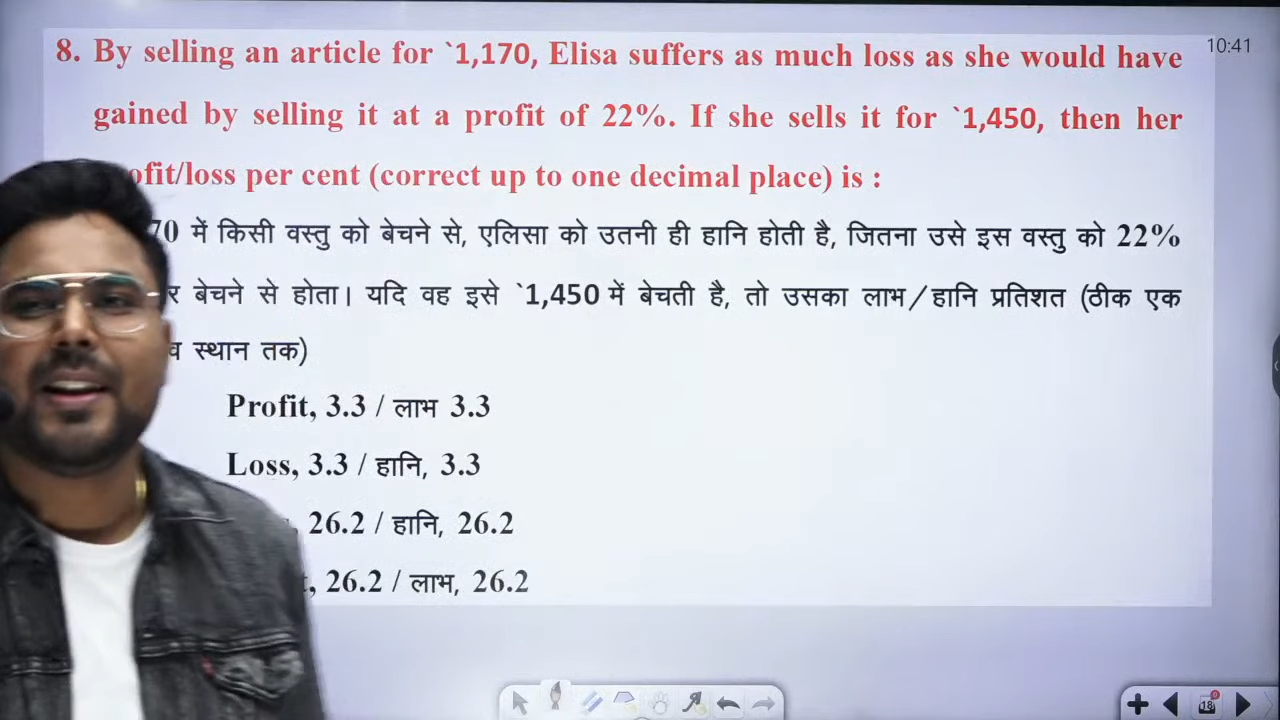 8. By selling an article for `1,170, Elisa suffers as much loss as she would have
gained by selling it at a profit of 22%. If she sells it for `1,450, then her
ofit/loss per cent (correct up to one decimal place) is :
70 में किसी वस्तु को बेचने से, एलिसा को उतनी ही हानि होती है, जितना उसे इस वस्तु को 22%
र बेचने से होता। यदि वह इसे `1,450 में बेचती है, तो उसका लाभ/हानि प्रतिशत (ठीक एक
व स्थान तक)
Profit, 3.3 / लाभ 3.3
Loss, 3.3 / हानि, 3.3
, 26.2 / हानि, 26.2
t, 26.2 / लाभ, 26.2
10:41
18